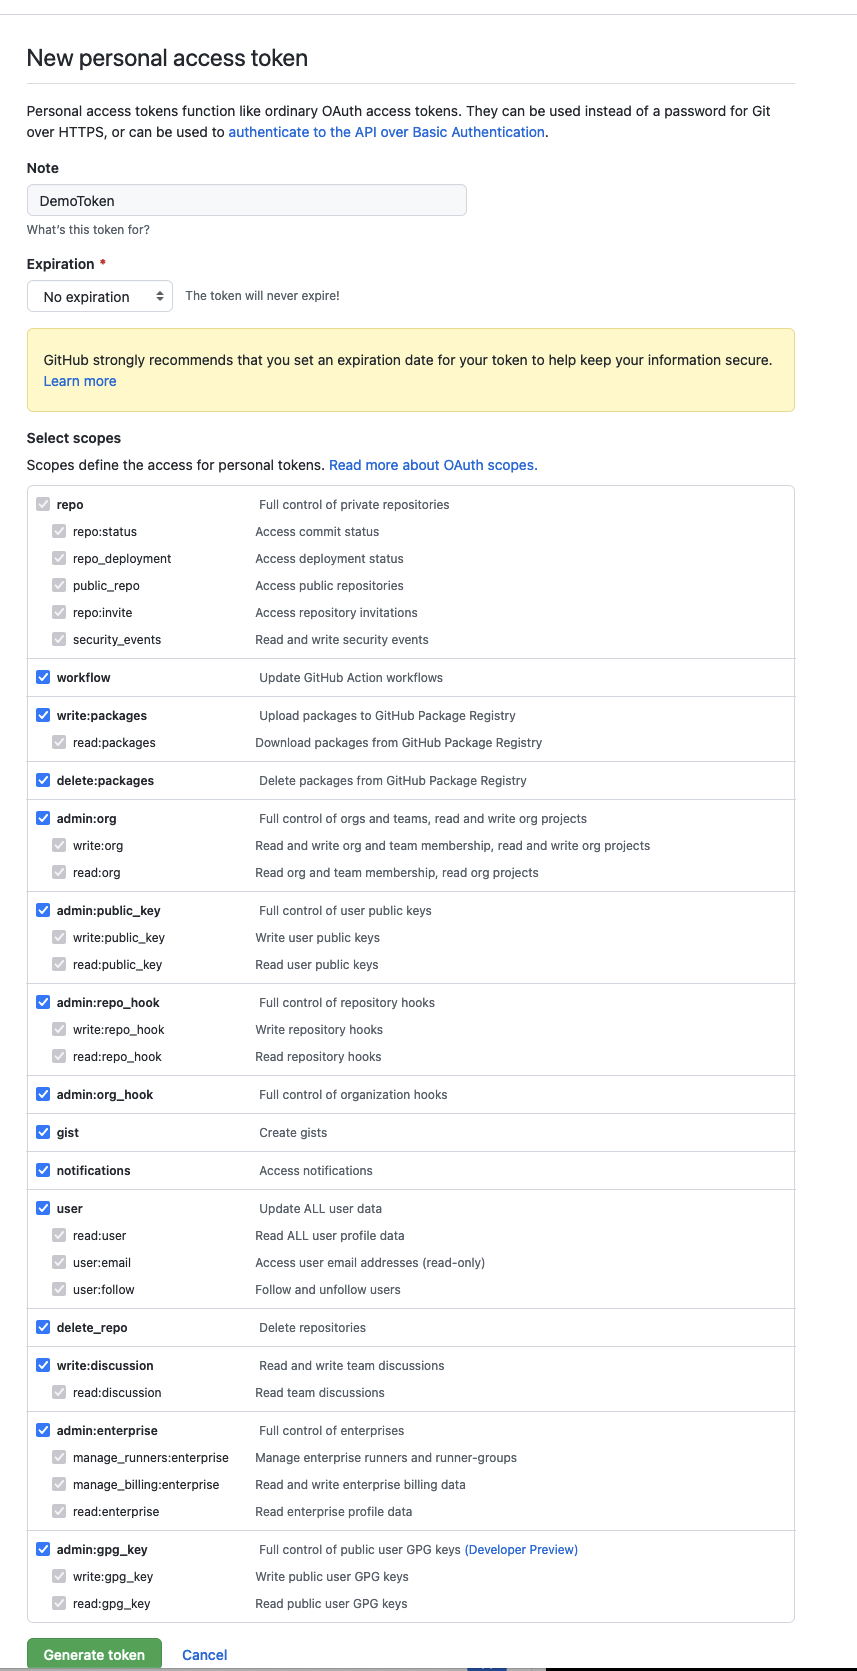 New personal access token
Personal access tokens function like ordinary OAuth access tokens. They can be used instead of a password for Git
over HTTPS, or can be used to authenticate to the API over Basic Authentication.
Note
DemoToken
What's this token for?
Expiration *
No expiration The token will never expire!
GitHub strongly recommends that you set an expiration date for your token to help keep your information secure.
Learn more
Select scopes
Scopes define the access for personal tokens. Read more about OAuth scopes.
repo Full control of private repositories
repo:status Access commit status
repo_deployment Access deployment status
public_repo Access public repositories
repo:invite Access repository invitations
security_events Read and write security events
workflow Update GitHub Action workflows
write:packages Upload packages to GitHub Package Registry
read:packages Download packages from GitHub Package Registry
delete:packages Delete packages from GitHub Package Registry
admin:org Full control of orgs and teams, read and write org projects
write:org Read and write org and team membership, read and write org projects
read:org Read org and team membership, read org projects
admin:public_key Full control of user public keys
write:public_key Write user public keys
read:public_key Read user public keys
admin:repo_hook Full control of repository hooks
write:repo_hook Write repository hooks
read:repo_hook Read repository hooks
admin:org_hook Full control of organization hooks
gist Create gists
notifications Access notifications
user Update ALL user data
read:user Read ALL user profile data
user:email Access user email addresses (read-only)
user:follow Follow and unfollow users
delete_repo Delete repositories
write:discussion Read and write team discussions
read:discussion Read team discussions
admin:enterprise Full control of enterprises
manage_runners:enterprise Manage enterprise runners and runner-groups
manage_billing:enterprise Read and write enterprise billing data
read:enterprise Read enterprise profile data
admin:gpg_key Full control of public user GPG keys (Developer Preview)
write:gpg_key Write public user GPG keys
read:gpg_key Read public user GPG keys
Generate token Cancel